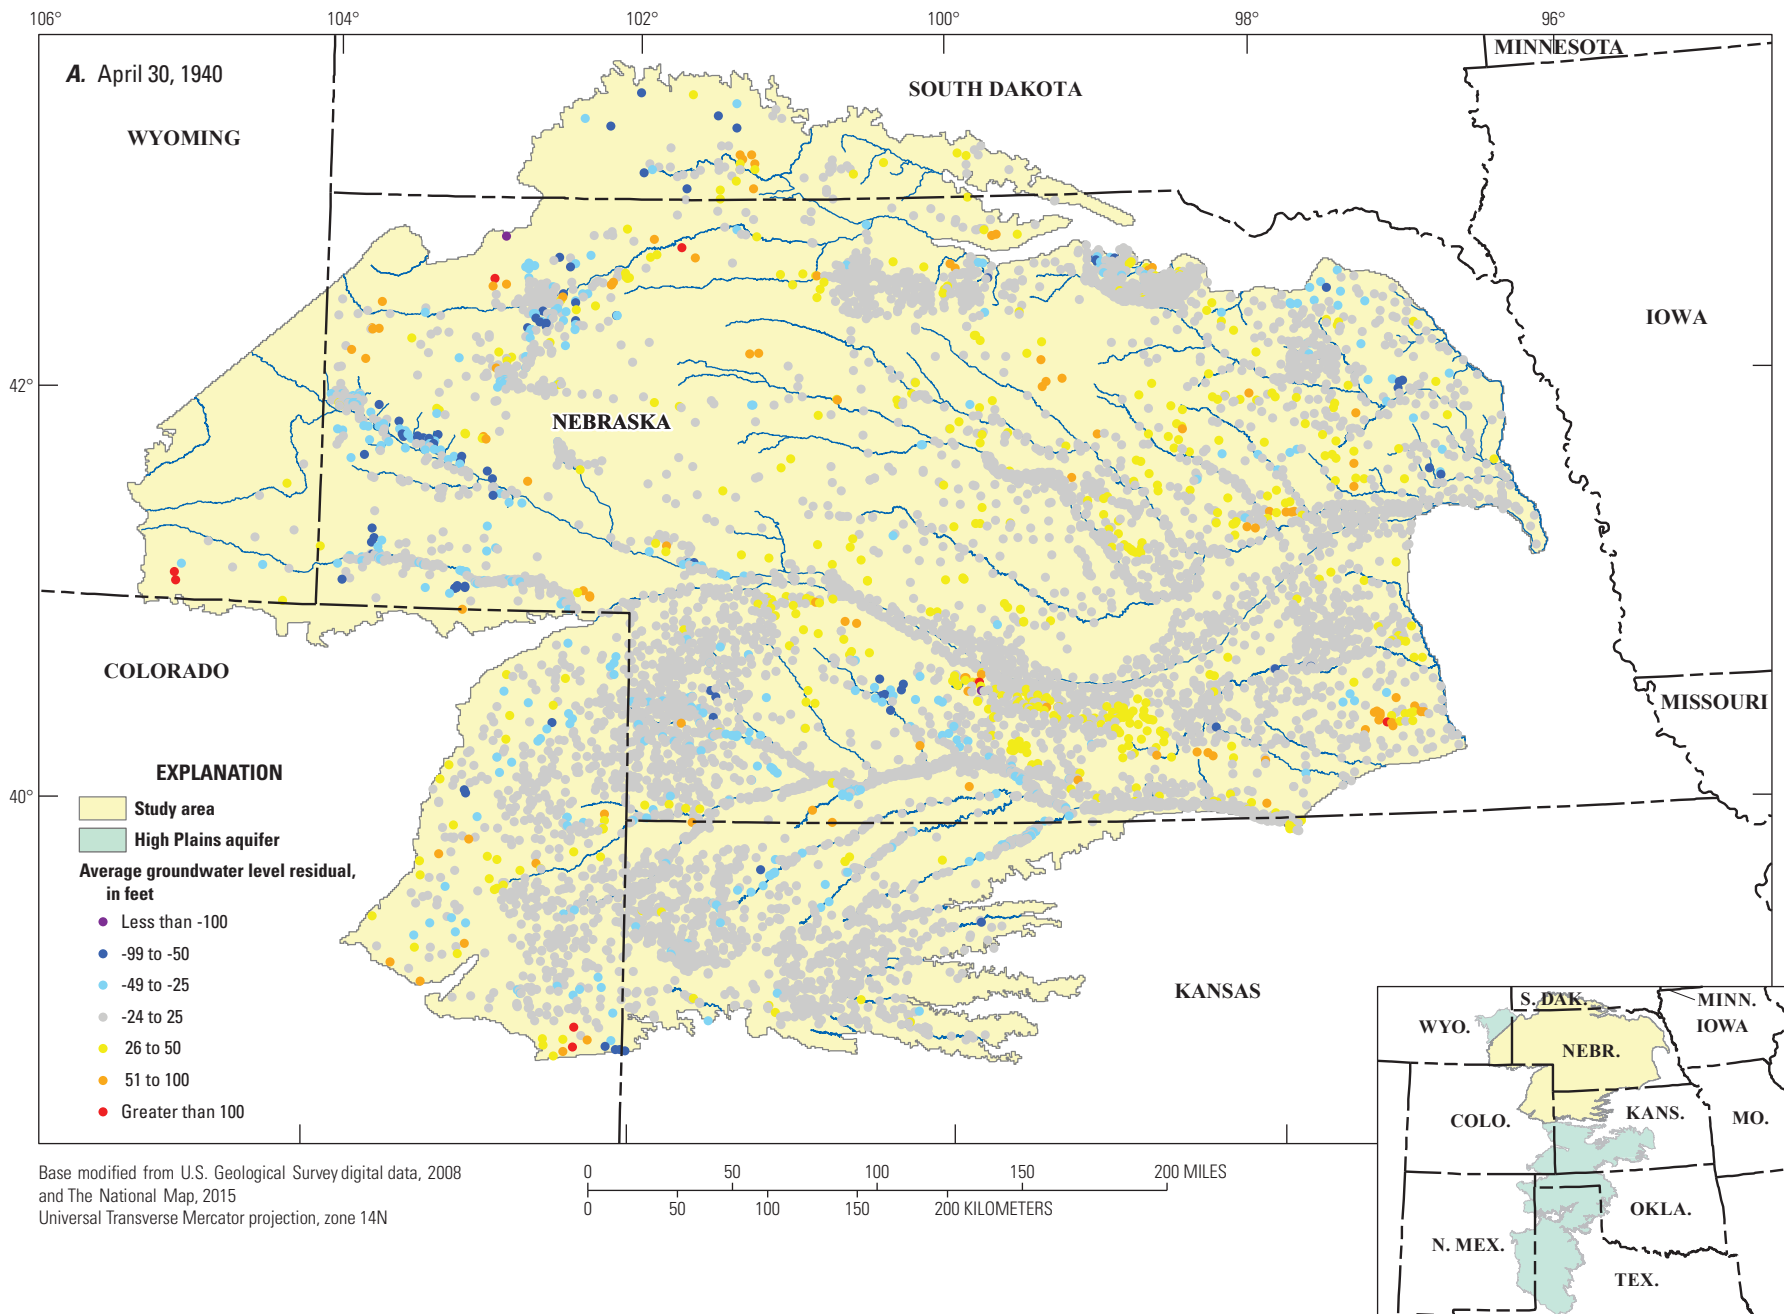 106°
104°
102°
100°
98°
96°
A. April 30, 1940
MINNESOTA
SOUTH DAKOTA
WYOMING
IOWA
42°
NEBRASKA
COLORADO
MISSOURI
EXPLANATION
Study area
High Plains aquifer
Average groundwater level residual,
in feet
Less than -100
-99 to -50
-49 to -25
-24 to 25
26 to 50
51 to 100
Greater than 100
40°
KANSAS
S. DAK.
MINN.
WYO.
IOWA
NEBR.
COLO.
KANS.
MO.
OKLA.
N. MEX.
TEX.
Base modified from U.S. Geological Survey digital data, 2008
and The National Map, 2015
Universal Transverse Mercator projection, zone 14N
0 50 100 150 200 MILES
0 50 100 150 200 KILOMETERS